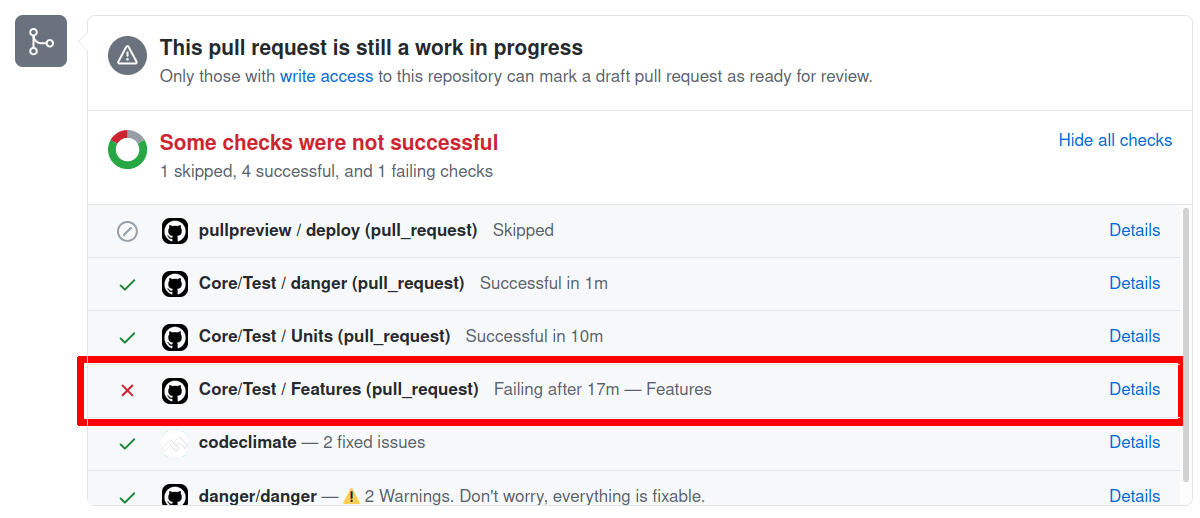 This pull request is still a work in progress
Only those with write access to this repository can mark a draft pull request as ready for review.
Some checks were not successful
Hide all checks
1 skipped, 4 successful, and 1 failing checks
pullpreview / deploy (pull_request) Skipped Details
Core/Test / danger (pull_request) Successful in 1m Details
Core/Test / Units (pull_request) Successful in 10m Details
Core/Test / Features (pull_request) Failing after 17m — Features Details
codeclimate — 2 fixed issues Details
danger/danger — ⚠️ 2 Warnings. Don't worry, everything is fixable. Details